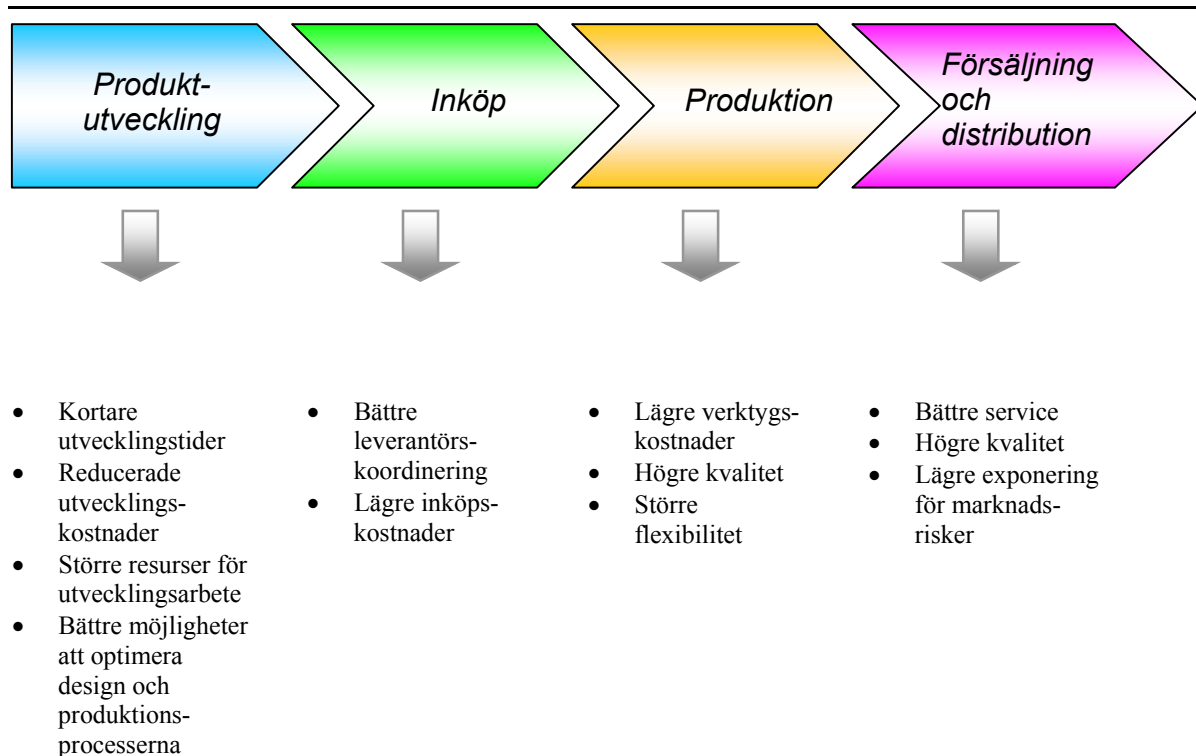 Produkt-
utveckling
Inköp
Produktion
Försäljning
och
distribution
• Kortare
utvecklingstider
• Reducerade
utvecklings-
kostnader
• Större resurser för
utvecklingsarbete
• Bättre möjligheter
att optimera
design och
produktions-
processerna
• Bättre
leverantörs-
koordinering
• Lägre inköps-
kostnader
• Lägre verktygs-
kostnader
• Högre kvalitet
• Större
flexibilitet
• Bättre service
• Högre kvalitet
• Lägre exponering
för marknads-
risker